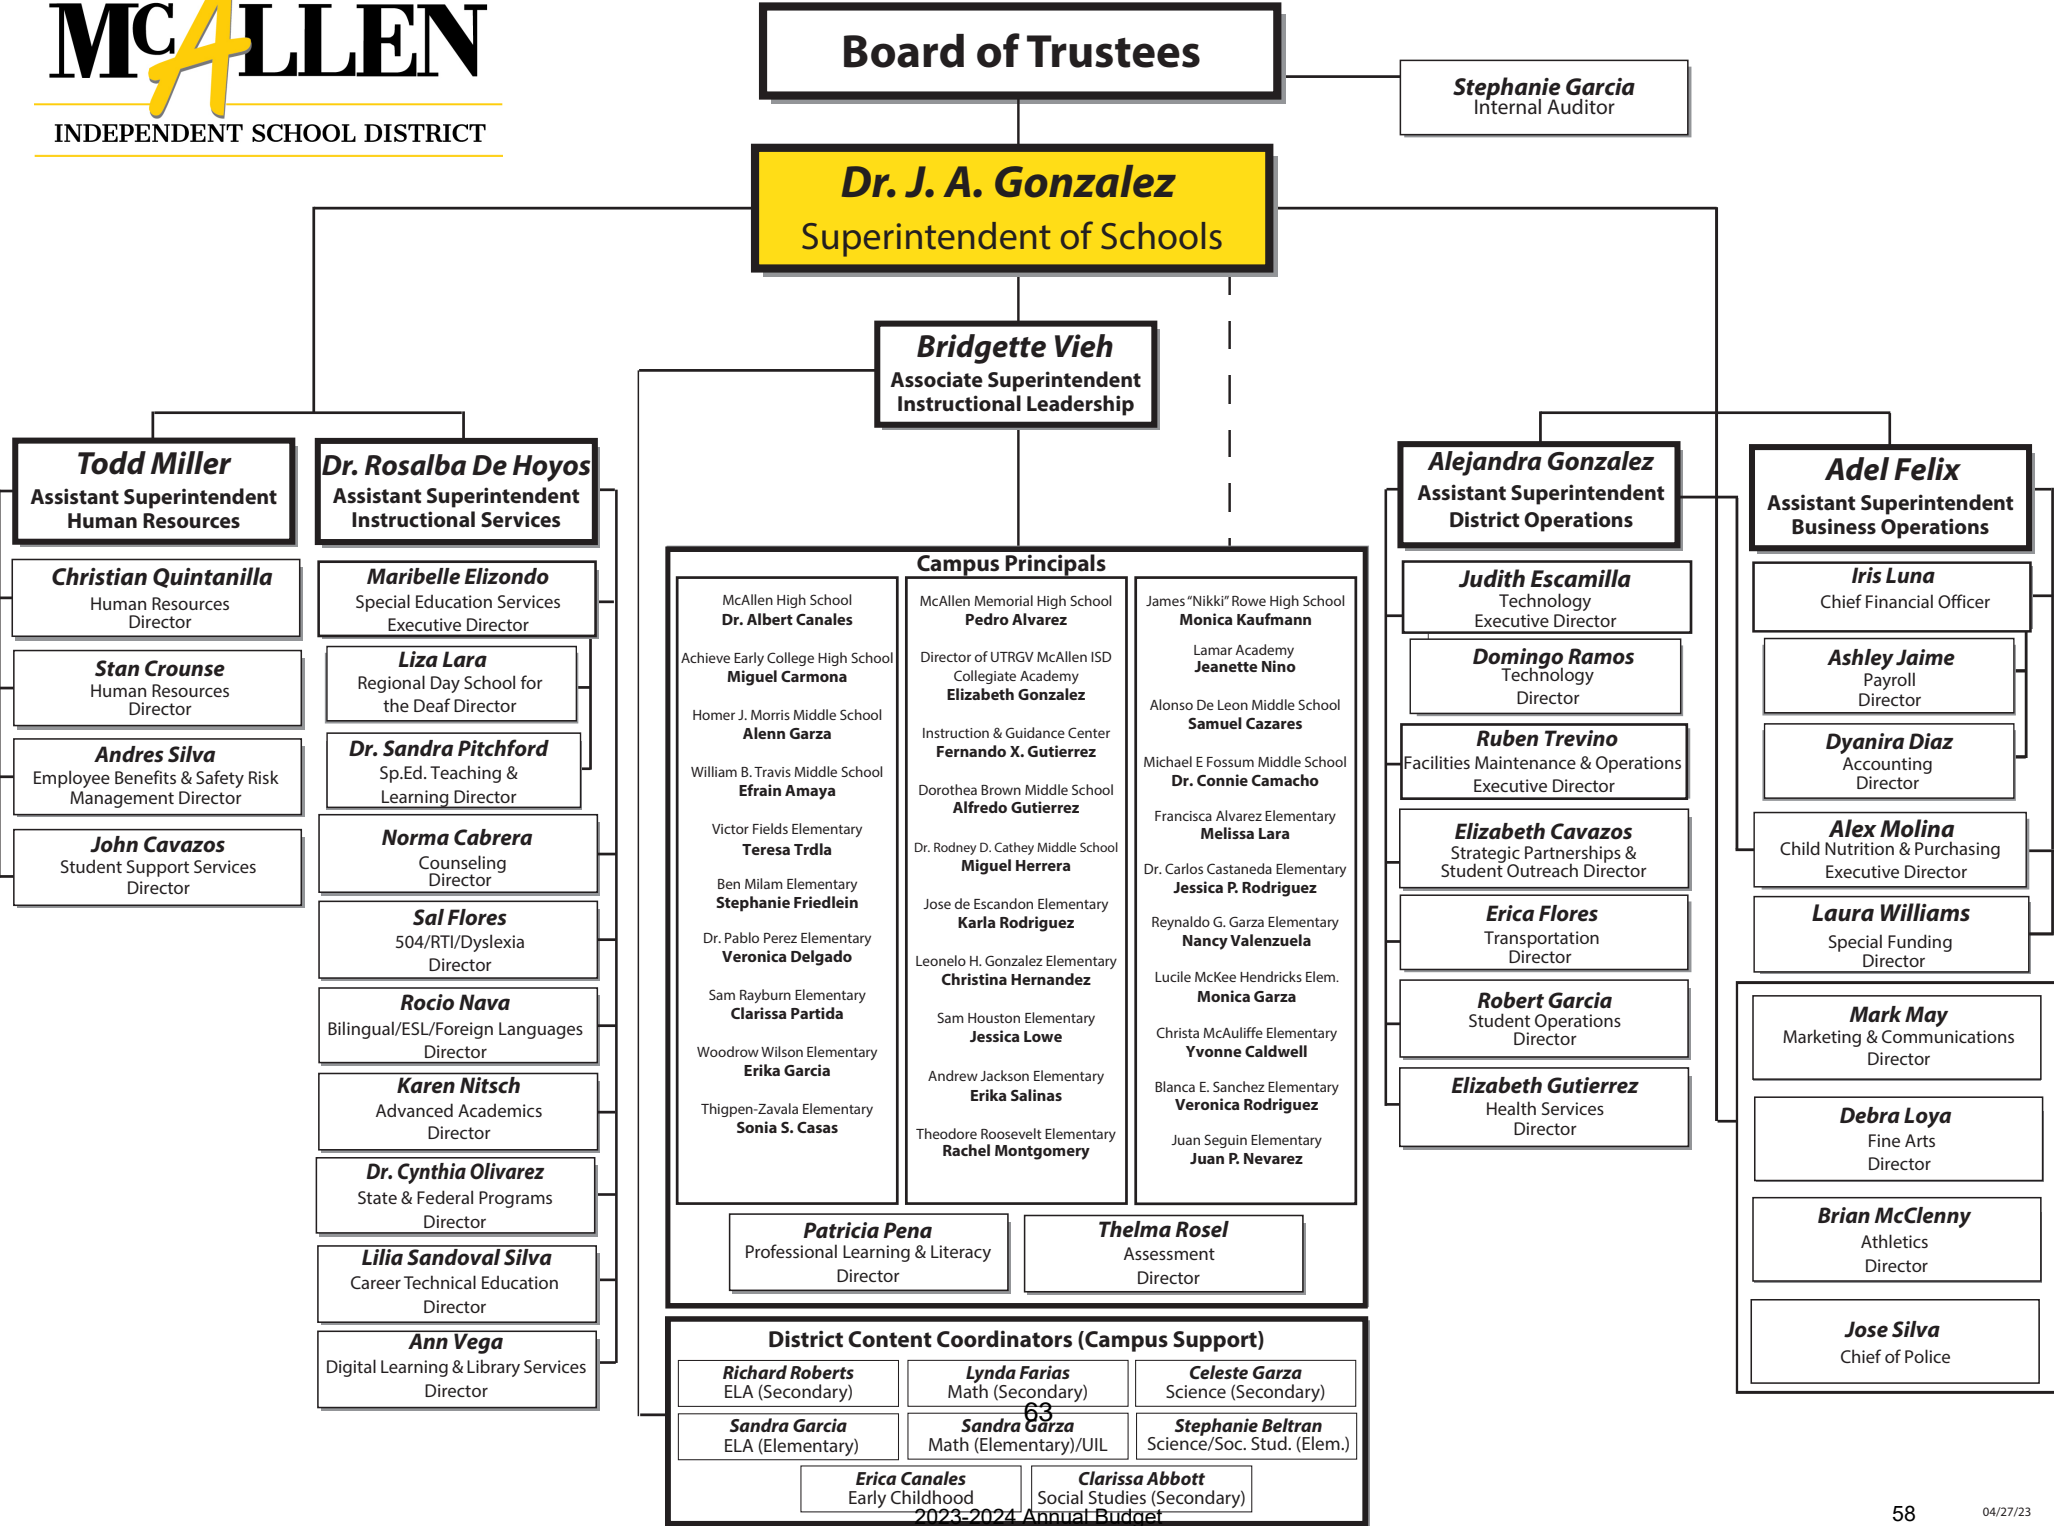 McALLEN
INDEPENDENT SCHOOL DISTRICT
Board of Trustees
Stephanie Garcia
Internal Auditor
Dr. J. A. Gonzalez
Superintendent of Schools
Bridgette Vieh
Associate Superintendent
Instructional Leadership
Todd Miller
Assistant Superintendent
Human Resources
Christian Quintanilla
Human Resources
Director
Stan Crounse
Human Resources
Director
Andres Silva
Employee Benefits & Safety Risk
Management Director
John Cavazos
Student Support Services
Director
Dr. Rosalba De Hoyos
Assistant Superintendent
Instructional Services
Maribelle Elizondo
Special Education Services
Executive Director
Liza Lara
Regional Day School for
the Deaf Director
Dr. Sandra Pitchford
Sp.Ed. Teaching &
Learning Director
Norma Cabrera
Counseling
Director
Sal Flores
504/RTI/Dyslexia
Director
Rocio Nava
Bilingual/ESL/Foreign Languages
Director
Karen Nitsch
Advanced Academics
Director
Dr. Cynthia Olivarez
State & Federal Programs
Director
Lilia Sandoval Silva
Career Technical Education
Director
Ann Vega
Digital Learning & Library Services
Director
Campus Principals
McAllen High School
Dr. Albert Canales
Achieve Early College High School
Miguel Carmona
Homer J. Morris Middle School
Alenn Garza
William B. Travis Middle School
Efrain Amaya
Victor Fields Elementary
Teresa Trdla
Ben Milam Elementary
Stephanie Friedlein
Dr. Pablo Perez Elementary
Veronica Delgado
Sam Rayburn Elementary
Clarissa Partida
Woodrow Wilson Elementary
Erika Garcia
Thigpen-Zavala Elementary
Sonia S. Casas
McAllen Memorial High School
Pedro Alvarez
Director of UTRGV McAllen ISD
Collegiate Academy
Elizabeth Gonzalez
Instruction & Guidance Center
Fernando X. Gutierrez
Dorothea Brown Middle School
Alfredo Gutierrez
Dr. Rodney D. Cathey Middle School
Miguel Herrera
Jose de Escandon Elementary
Karla Rodriguez
Leonelo H. Gonzalez Elementary
Christina Hernandez
Sam Houston Elementary
Jessica Lowe
Andrew Jackson Elementary
Erika Salinas
Theodore Roosevelt Elementary
Rachel Montgomery
James "Nikki" Rowe High School
Monica Kaufmann
Lamar Academy
Jeanette Nino
Alonso De Leon Middle School
Samuel Cazares
Michael E Fossum Middle School
Dr. Connie Camacho
Francisca Alvarez Elementary
Melissa Lara
Dr. Carlos Castaneda Elementary
Jessica P. Rodriguez
Reynaldo G. Garza Elementary
Nancy Valenzuela
Lucile McKee Hendricks Elem.
Monica Garza
Christa McAuliffe Elementary
Yvonne Caldwell
Blanca E. Sanchez Elementary
Veronica Rodriguez
Juan Seguin Elementary
Juan P. Nevarez
Patricia Pena
Professional Learning & Literacy
Director
Thelma Rosel
Assessment
Director
District Content Coordinators (Campus Support)
Richard Roberts
ELA (Secondary)
Lynda Farias
Math (Secondary)
Celeste Garza
Science (Secondary)
63
Sandra Garcia
ELA (Elementary)
Sandra Garza
Math (Elementary)/UIL
Stephanie Beltran
Science/Soc. Stud. (Elem.)
Erica Canales
Early Childhood
Clarissa Abbott
Social Studies (Secondary)
Alejandra Gonzalez
Assistant Superintendent
District Operations
Judith Escamilla
Technology
Executive Director
Domingo Ramos
Technology
Director
Ruben Trevino
Facilities Maintenance & Operations
Executive Director
Elizabeth Cavazos
Strategic Partnerships &
Student Outreach Director
Erica Flores
Transportation
Director
Robert Garcia
Student Operations
Director
Elizabeth Gutierrez
Health Services
Director
Adel Felix
Assistant Superintendent
Business Operations
Iris Luna
Chief Financial Officer
Ashley Jaime
Payroll
Director
Dyanira Diaz
Accounting
Director
Alex Molina
Child Nutrition & Purchasing
Executive Director
Laura Williams
Special Funding
Director
Mark May
Marketing & Communications
Director
Debra Loya
Fine Arts
Director
Brian McClenny
Athletics
Director
Jose Silva
Chief of Police
2023-2024 Annual Budget
58
04/27/23